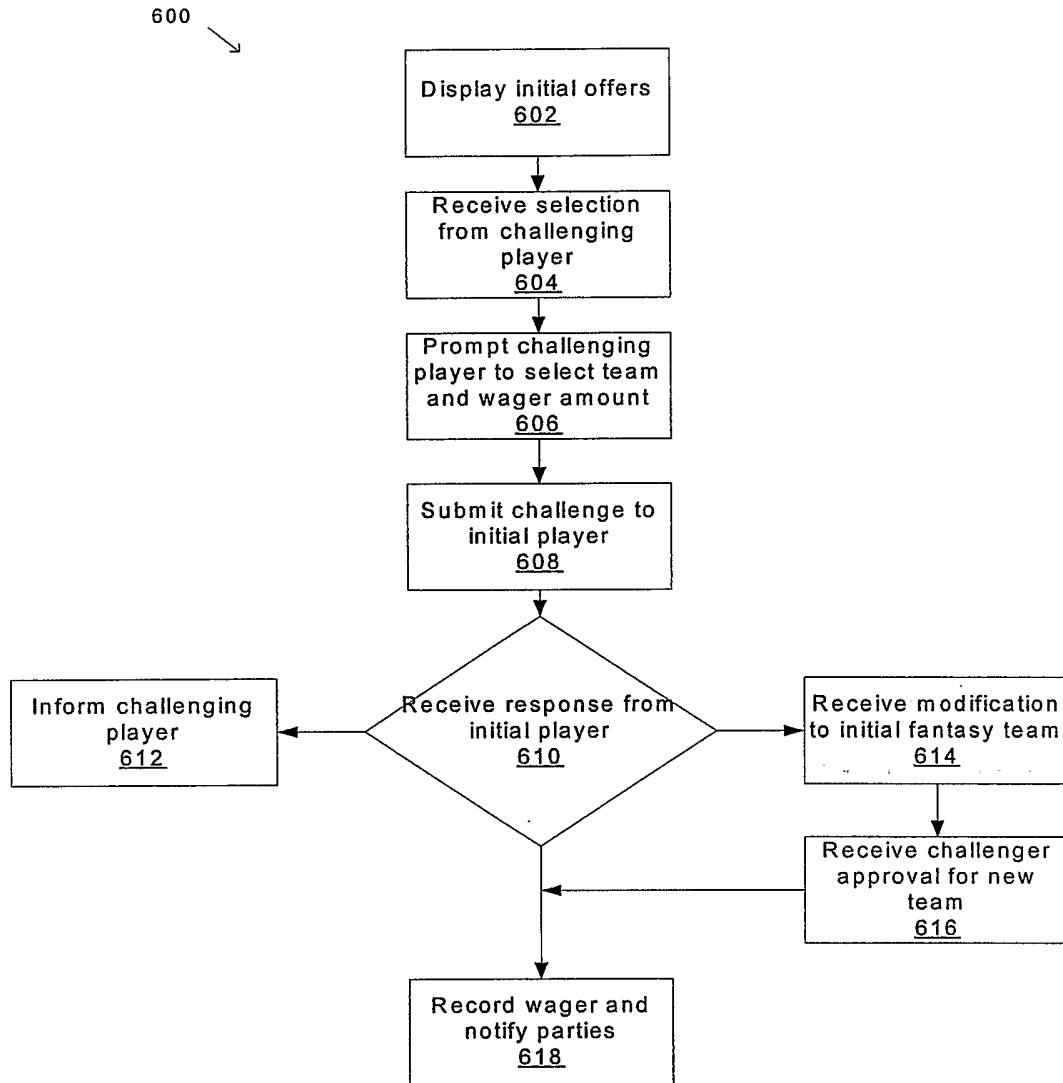 600
Display initial offers
602
Receive selection
from challenging
player
604
Prompt challenging
player to select team
and wager amount
606
Submit challenge to
initial player
608
Receive response from
initial player
610
Inform challenging
player
612
Receive modification
to initial fantasy team
614
Receive challenger
approval for new
team
616
Record wager and
notify parties
618